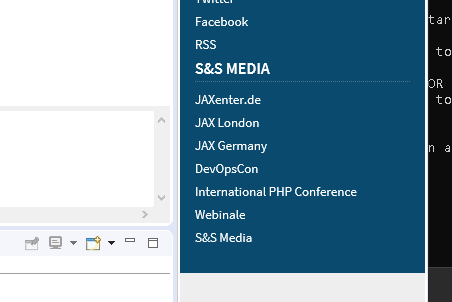 Twitter
Facebook
RSS
S&S MEDIA
JAXenter.de
JAX London
JAX Germany
DevOpsCon
International PHP Conference
Webinale
S&S Media
tar
to
OR
to
n a